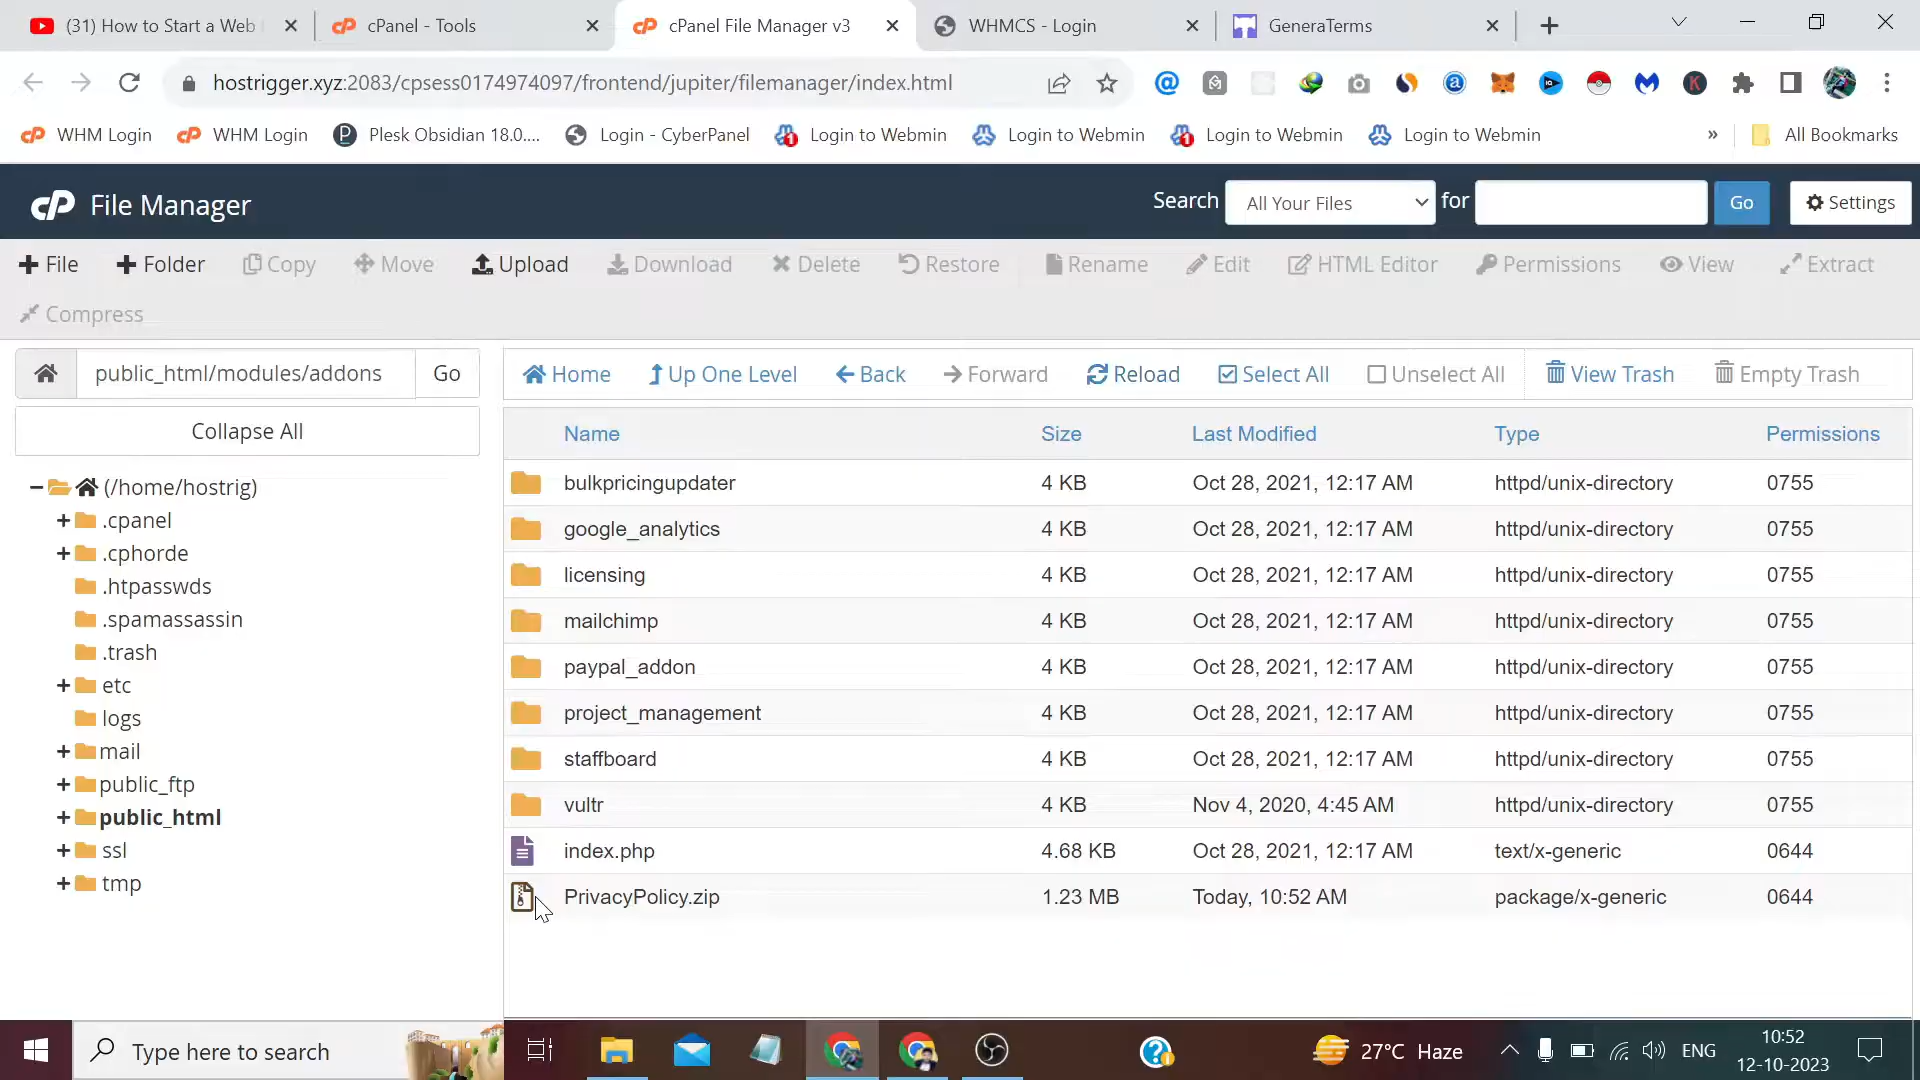 (31) How to Start a Web
cPanel - Tools
cPanel File Manager v3
WHMCS - Login
GeneraTerms
hostrigger.xyz:2083/cpsess0174974097/frontend/jupiter/filemanager/index.html
WHM Login
WHM Login
Plesk Obsidian 18.0....
Login - CyberPanel
Login to Webmin
Login to Webmin
Login to Webmin
Login to Webmin
»
All Bookmarks
cP File Manager
Search All Your Files for Go Settings
File Folder Copy Move Upload Download Delete Restore Rename Edit HTML Editor Permissions View Extract
Compress
public_html/modules/addons Go
Home Up One Level Back Forward Reload Select All Unselect All View Trash Empty Trash
Collapse All
(/home/hostrig)
.cpanel
.cphorde
.htpasswds
.spamassassin
.trash
etc
logs
mail
public_ftp
public_html
ssl
tmp
Name Size Last Modified Type Permissions
bulkpricingupdater 4 KB Oct 28, 2021, 12:17 AM httpd/unix-directory 0755
google_analytics 4 KB Oct 28, 2021, 12:17 AM httpd/unix-directory 0755
licensing 4 KB Oct 28, 2021, 12:17 AM httpd/unix-directory 0755
mailchimp 4 KB Oct 28, 2021, 12:17 AM httpd/unix-directory 0755
paypal_addon 4 KB Oct 28, 2021, 12:17 AM httpd/unix-directory 0755
project_management 4 KB Oct 28, 2021, 12:17 AM httpd/unix-directory 0755
staffboard 4 KB Oct 28, 2021, 12:17 AM httpd/unix-directory 0755
vultr 4 KB Nov 4, 2020, 4:45 AM httpd/unix-directory 0755
index.php 4.68 KB Oct 28, 2021, 12:17 AM text/x-generic 0644
PrivacyPolicy.zip 1.23 MB Today, 10:52 AM package/x-generic 0644
Type here to search
27°C Haze
ENG
10:52
12-10-2023